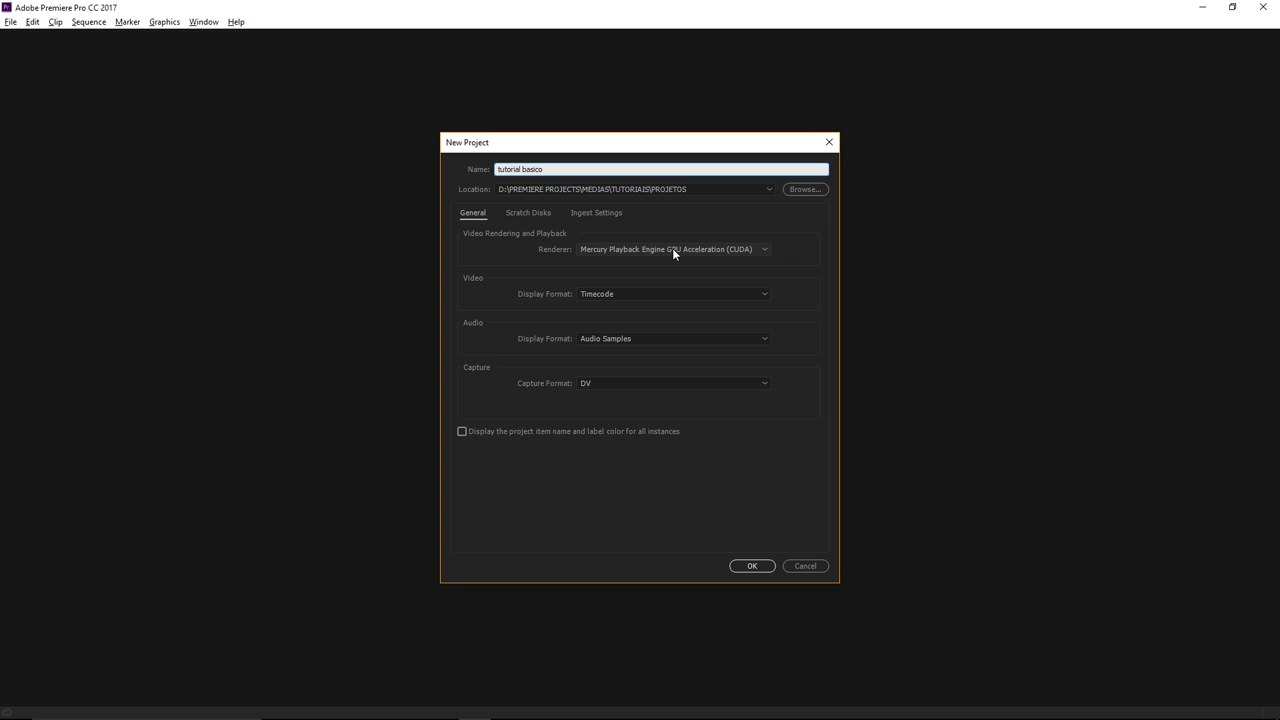 Adobe Premiere Pro CC 2017
File Edit Clip Sequence Marker Graphics Window Help
New Project
Name: tutorial basico
Location: D:\PREMIERE PROJECTS\MEDIAS\TUTORIAIS\PROJETOS Browse...
General Scratch Disks Ingest Settings
Video Rendering and Playback
Renderer: Mercury Playback Engine GPU Acceleration (CUDA)
Video
Display Format: Timecode
Audio
Display Format: Audio Samples
Capture
Capture Format: DV
Display the project item name and label color for all instances
OK Cancel